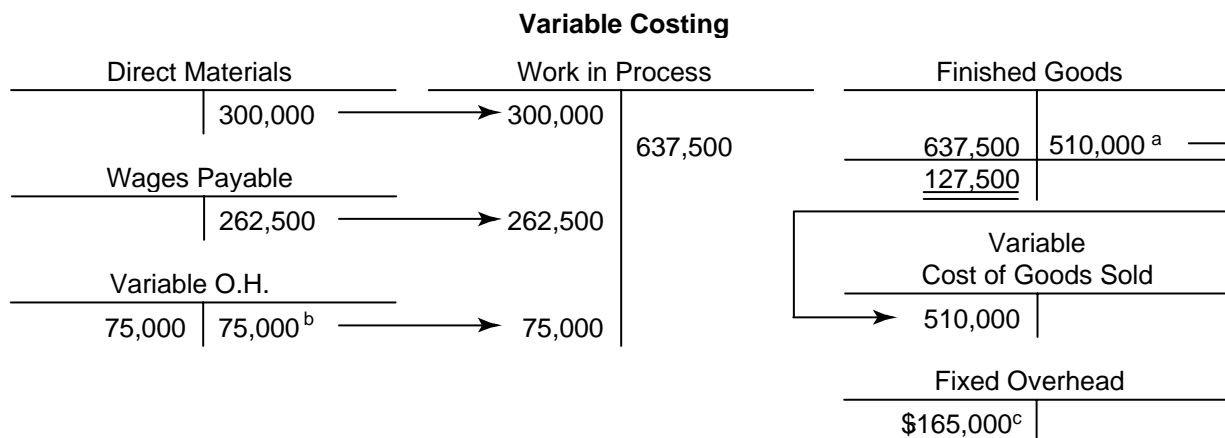 Variable Costing
Direct Materials Work in Process Finished Goods
300,000 300,000
637,500 637,500 510,000 a
Wages Payable 127,500
262,500 262,500
Variable
Cost of Goods Sold
Variable O.H.
75,000 75,000 b 75,000 510,000
Fixed Overhead
$165,000c